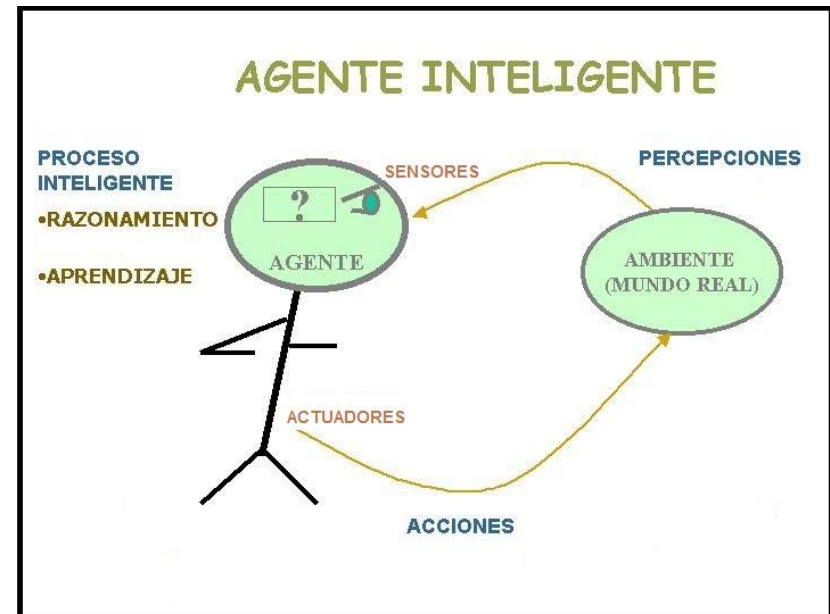 AGENTE INTELIGENTE
PROCESO
INTELIGENTE
•RAZONAMIENTO
•APRENDIZAJE
SENSORES
?
AGENTE
PERCEPCIONES
AMBIENTE
(MUNDO REAL)
ACTUADORES
ACCIONES